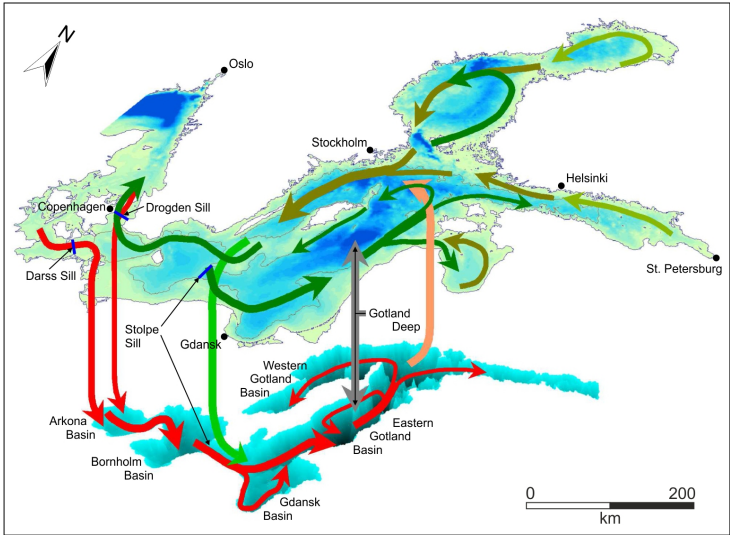 N
Oslo
Stockholm
Helsinki
Copenhagen
Drogden Sill
Darss Sill
St. Petersburg
Stolpe
Sill
Gdansk
Gotland
Deep
Western
Gotland
Basin
Arkona
Basin
Eastern
Gotland
Basin
Bornholm
Basin
Gdansk
Basin
0 200
km